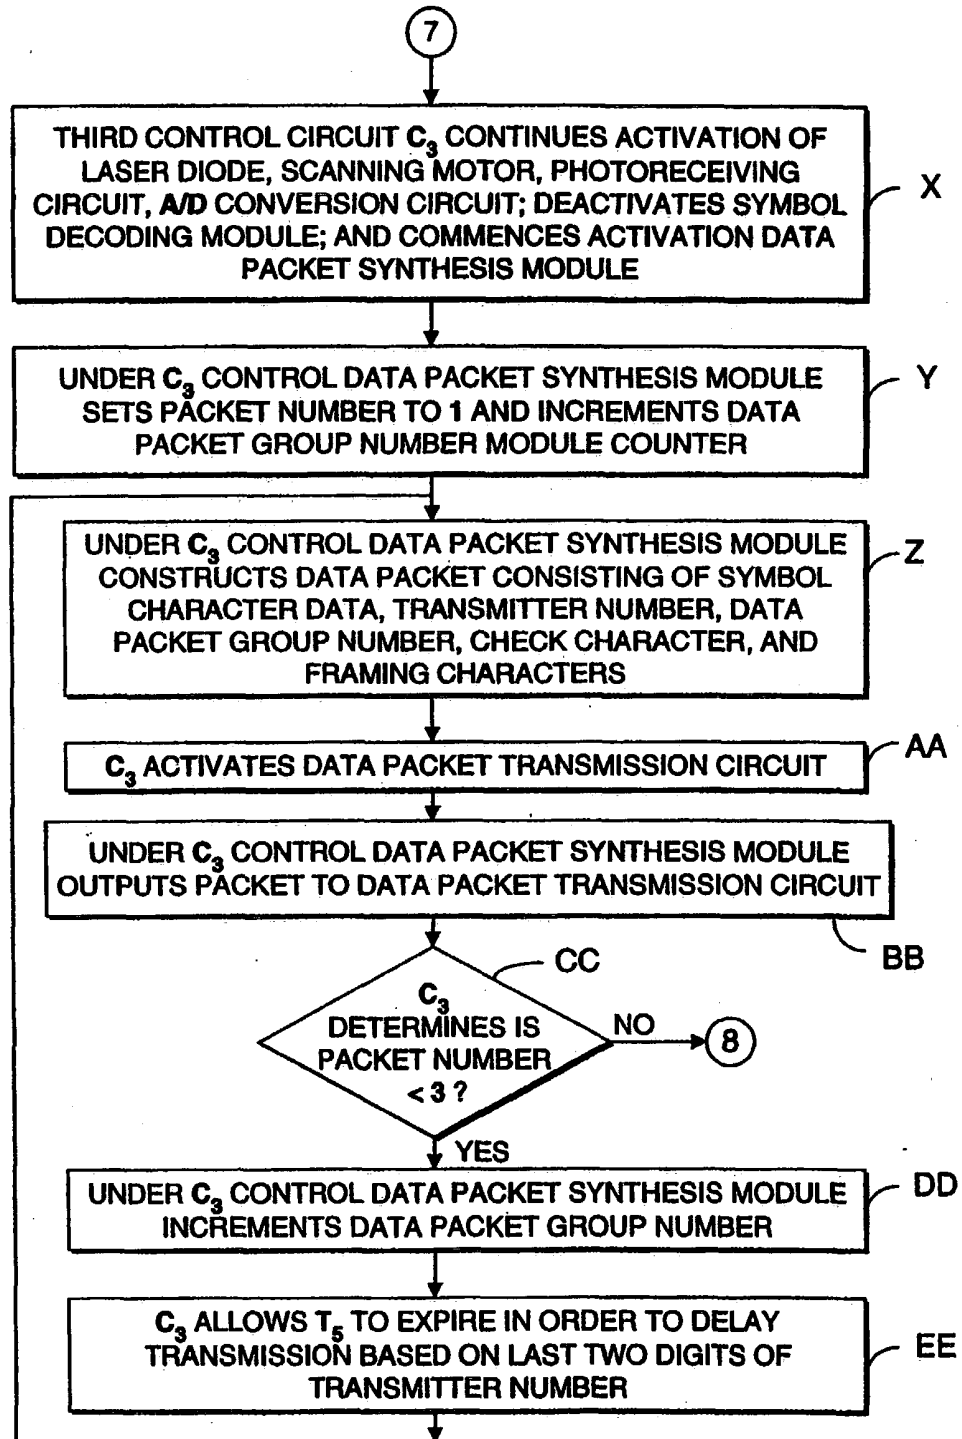 7
THIRD CONTROL CIRCUIT C3 CONTINUES ACTIVATION OF
LASER DIODE, SCANNING MOTOR, PHOTORECEIVING
CIRCUIT, A/D CONVERSION CIRCUIT; DEACTIVATES SYMBOL
DECODING MODULE; AND COMMENCES ACTIVATION DATA
PACKET SYNTHESIS MODULE
X
UNDER C3 CONTROL DATA PACKET SYNTHESIS MODULE
SETS PACKET NUMBER TO 1 AND INCREMENTS DATA
PACKET GROUP NUMBER MODULE COUNTER
Y
UNDER C3 CONTROL DATA PACKET SYNTHESIS MODULE
CONSTRUCTS DATA PACKET CONSISTING OF SYMBOL
CHARACTER DATA, TRANSMITTER NUMBER, DATA
PACKET GROUP NUMBER, CHECK CHARACTER, AND
FRAMING CHARACTERS
Z
C3 ACTIVATES DATA PACKET TRANSMISSION CIRCUIT
AA
UNDER C3 CONTROL DATA PACKET SYNTHESIS MODULE
OUTPUTS PACKET TO DATA PACKET TRANSMISSION CIRCUIT
BB
C3
DETERMINES IS
PACKET NUMBER
< 3 ?
CC
NO
8
YES
UNDER C3 CONTROL DATA PACKET SYNTHESIS MODULE
INCREMENTS DATA PACKET GROUP NUMBER
DD
C3 ALLOWS T5 TO EXPIRE IN ORDER TO DELAY
TRANSMISSION BASED ON LAST TWO DIGITS OF
TRANSMITTER NUMBER
EE